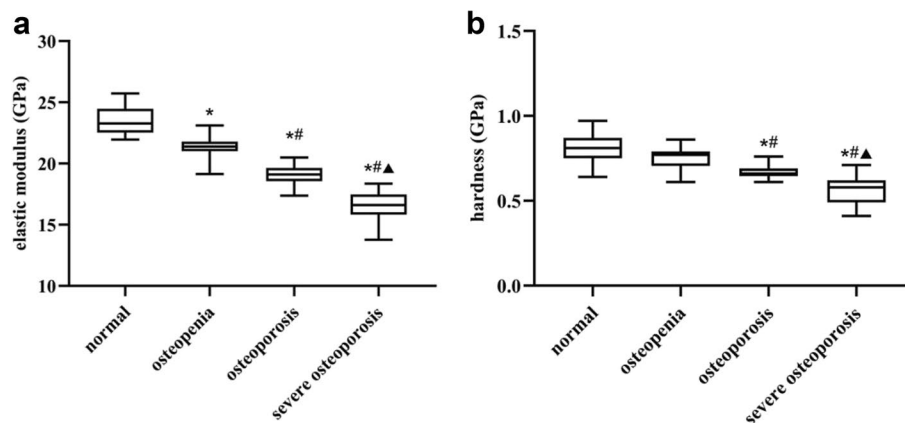 a
elastic modulus (GPa)
30
25
20
15
10
*
*#
*#▲
normal
osteopenia
osteoporosis
severe osteoporosis
b
hardness (GPa)
1.5
1.0
0.5
0.0
*#
*#▲
normal
osteopenia
osteoporosis
severe osteoporosis